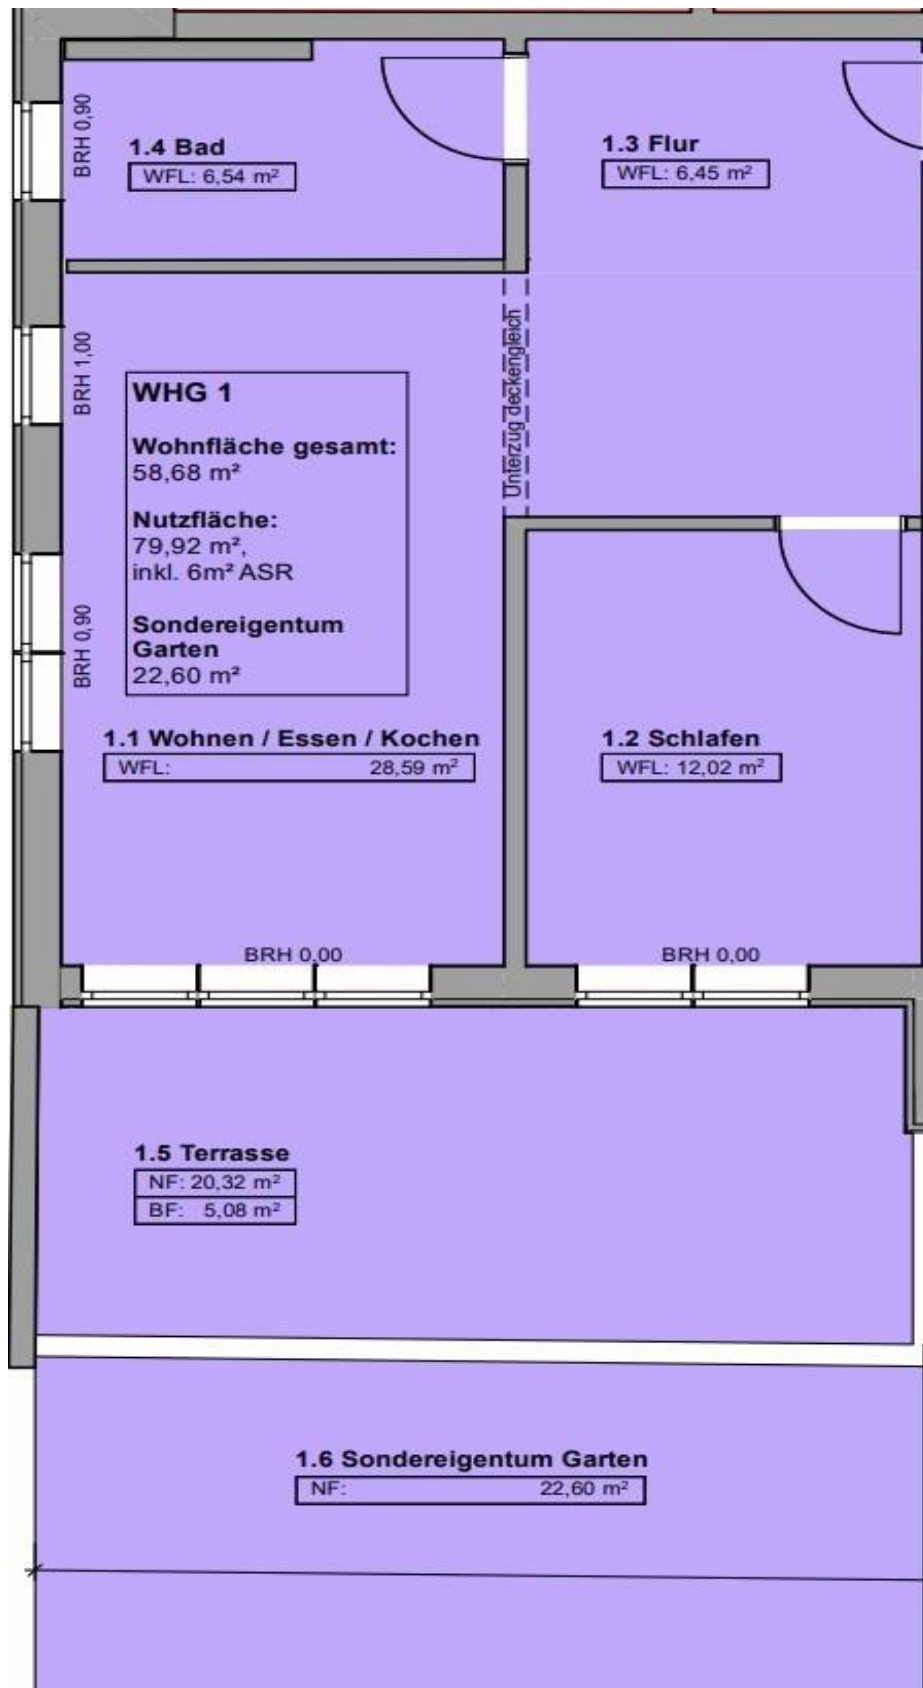 BRH 0,90
1.4 Bad
WFL: 6,54 m²
1.3 Flur
WFL: 6,45 m²
BRH 1,00
Unterzug deckengleich
WHG 1
Wohnfläche gesamt:
58,68 m²
Nutzfläche:
79,92 m²,
inkl. 6m² ASR
Sondereigentum
Garten
22,60 m²
BRH 0,90
1.1 Wohnen / Essen / Kochen
WFL: 28,59 m²
1.2 Schlafen
WFL: 12,02 m²
BRH 0,00
BRH 0,00
1.5 Terrasse
NF: 20,32 m²
BF: 5,08 m²
1.6 Sondereigentum Garten
NF: 22,60 m²